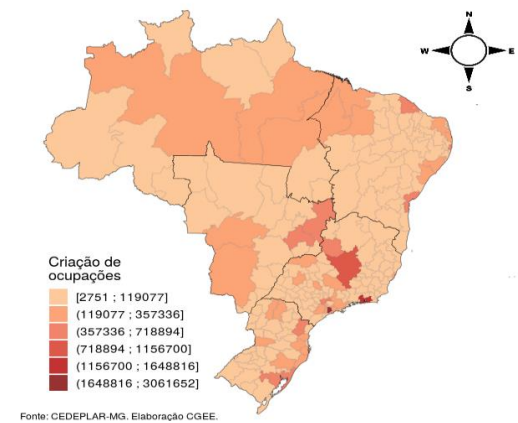 N
W
E
S
Criação de
ocupações
[2751 ; 119077]
(119077 ; 357336]
(357336 ; 718894]
(718894 ; 1156700]
(1156700 ; 1648816]
(1648816 ; 3061652]
Fonte: CEDEPLAR-MG. Elaboração CGEE.